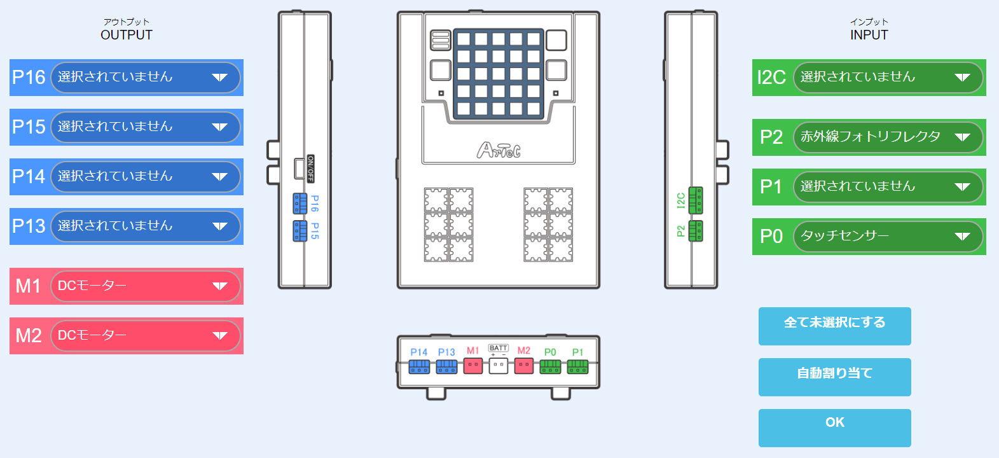 アウトプット
OUTPUT
P16 選択されていません
P15 選択されていません
P14 選択されていません
P13 選択されていません
M1 DCモーター
M2 DCモーター
ON/OFF
P16
P15
ArTeC
P14 P13 M1 BATT M2 P0 P1
+ −
I2C
P2
インプット
INPUT
I2C 選択されていません
P2 赤外線フォトリフレクタ
P1 選択されていません
P0 タッチセンサー
全て未選択にする
自動割り当て
OK